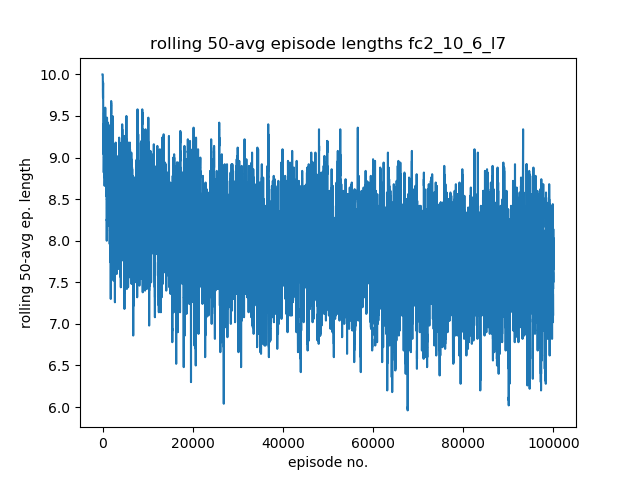 rolling 50-avg episode lengths fc2_10_6_l7
10.0
9.5
9.0
8.5
8.0
7.5
7.0
6.5
6.0
rolling 50-avg ep. length
0 20000 40000 60000 80000 100000
episode no.